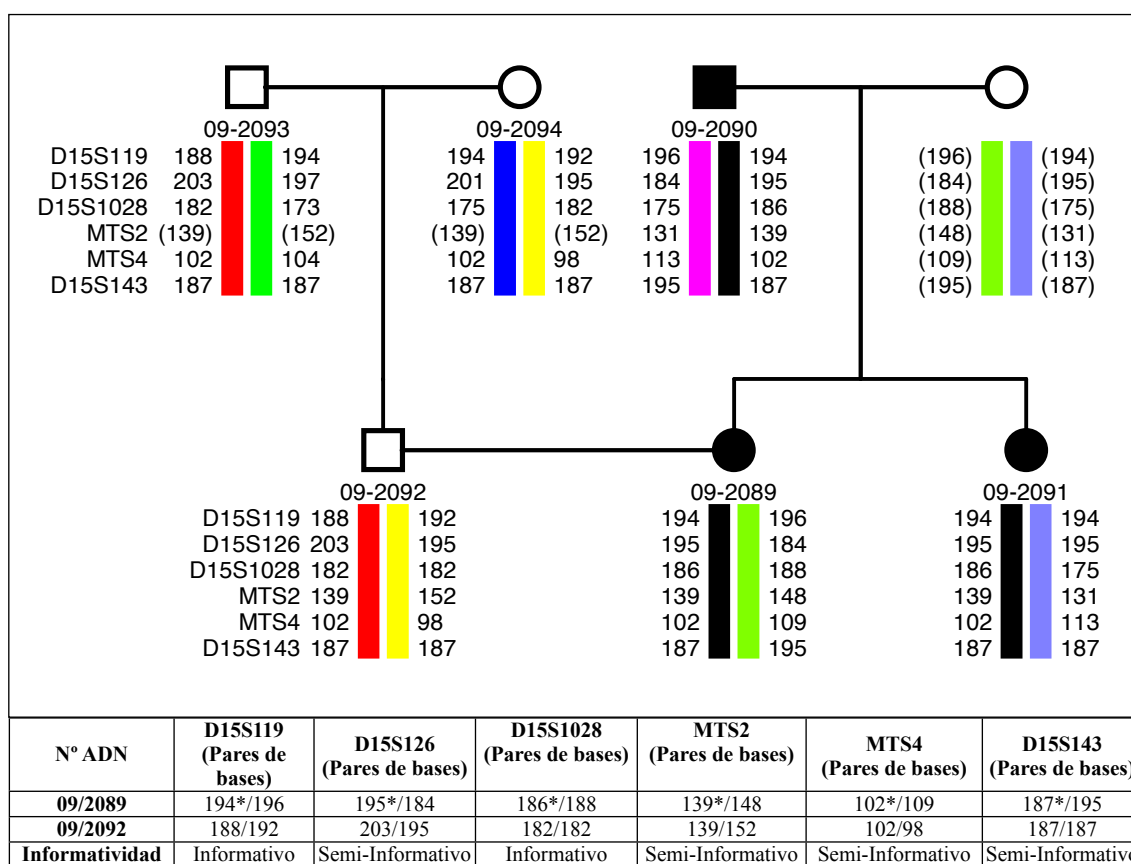 09-2093 09-2094 09-2090
D15S119 188 194 194 192 196 194 (196) (194)
D15S126 203 197 201 195 184 195 (184) (195)
D15S1028 182 173 175 182 175 186 (188) (175)
MTS2 (139) (152) (139) (152) 131 139 (148) (131)
MTS4 102 104 102 98 113 102 (109) (113)
D15S143 187 187 187 187 195 187 (195) (187)
09-2092 09-2089 09-2091
D15S119 188 192 194 196 194 194
D15S126 203 195 195 184 195 195
D15S1028 182 182 186 188 186 175
MTS2 139 152 139 148 139 131
MTS4 102 98 102 109 102 113
D15S143 187 187 187 195 187 187
Nº ADN D15S119 (Pares de bases) D15S126 (Pares de bases) D15S1028 (Pares de bases) MTS2 (Pares de bases) MTS4 (Pares de bases) D15S143 (Pares de bases)
09/2089 194*/196 195*/184 186*/188 139*/148 102*/109 187*/195
09/2092 188/192 203/195 182/182 139/152 102/98 187/187
Informatividad Informativo Semi-Informativo Informativo Semi-Informativo Semi-Informativo Semi-Informativo